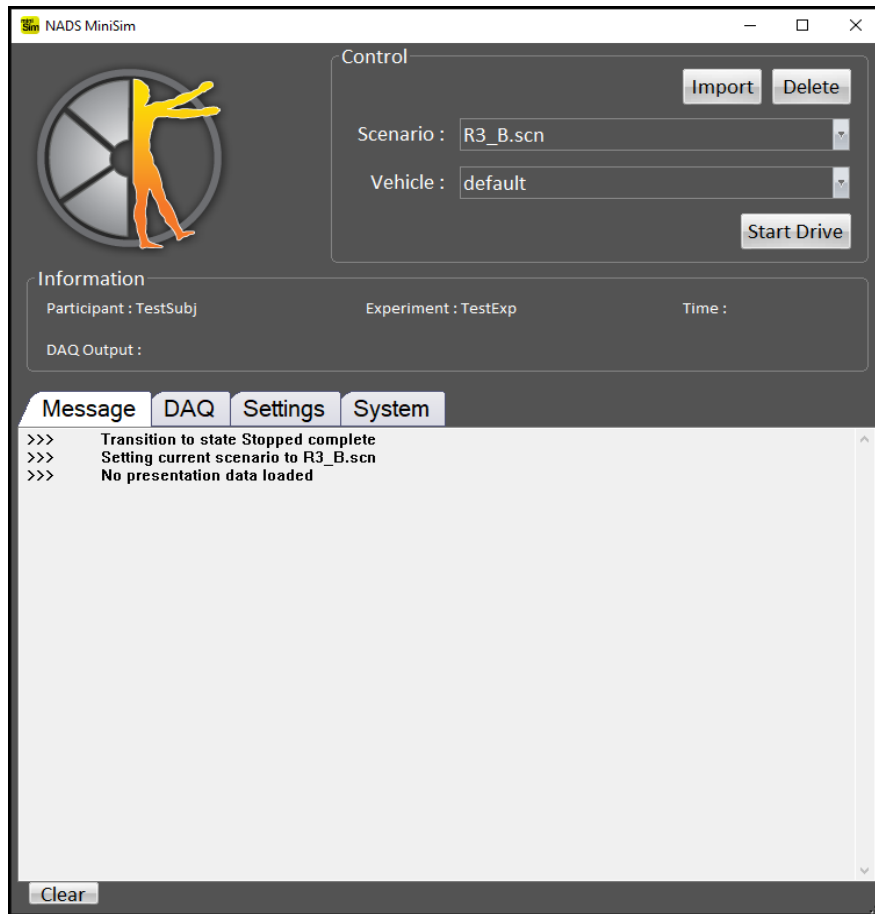 mini
Sim NADS MiniSim
Control
Import Delete
Scenario : R3_B.scn
Vehicle : default
Start Drive
Information
Participant : TestSubj Experiment : TestExp Time :
DAQ Output :
Message DAQ Settings System
>>> Transition to state Stopped complete
>>> Setting current scenario to R3_B.scn
>>> No presentation data loaded
Clear